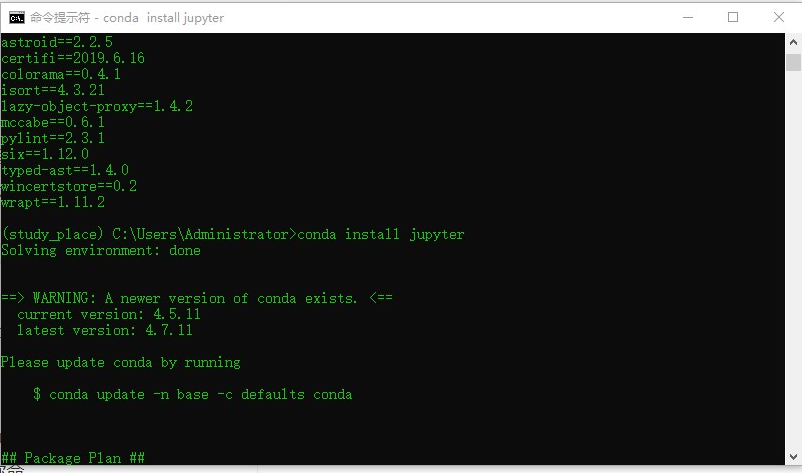 命令提示符 - conda  install jupyter
astroid==2.2.5
certifi==2019.6.16
colorama==0.4.1
isort==4.3.21
lazy-object-proxy==1.4.2
mccabe==0.6.1
pylint==2.3.1
six==1.12.0
typed-ast==1.4.0
wincertstore==0.2
wrapt==1.11.2
(study_place) C:\Users\Administrator>conda install jupyter
Solving environment: done
==> WARNING: A newer version of conda exists. <==
  current version: 4.5.11
  latest version: 4.7.11
Please update conda by running
    $ conda update -n base -c defaults conda
## Package Plan ##